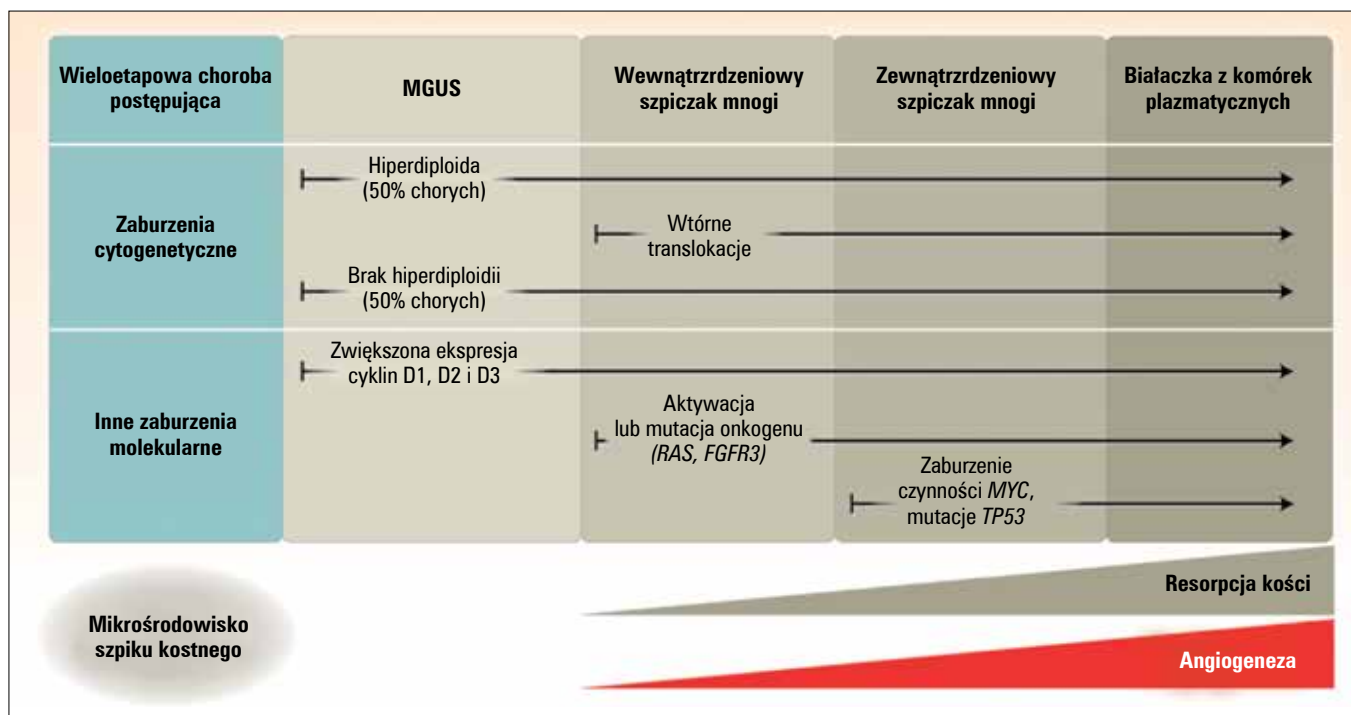 Wieloetapowa choroba
postępująca
MGUS
Wewnątrzrdzeniowy
szpiczak mnogi
Zewnątrzrdzeniowy
szpiczak mnogi
Białaczka z komórek
plazmatycznych
Zaburzenia
cytogenetyczne
Hiperdiploida
(50% chorych)
Wtórne
translokacje
Brak hiperdiploidii
(50% chorych)
Inne zaburzenia
molekularne
Zwiększona ekspresja
cyklin D1, D2 i D3
Aktywacja
lub mutacja onkogenu
(RAS, FGFR3)
Zaburzenie
czynności MYC,
mutacje TP53
Mikrośrodowisko
szpiku kostnego
Resorpcja kości
Angiogeneza